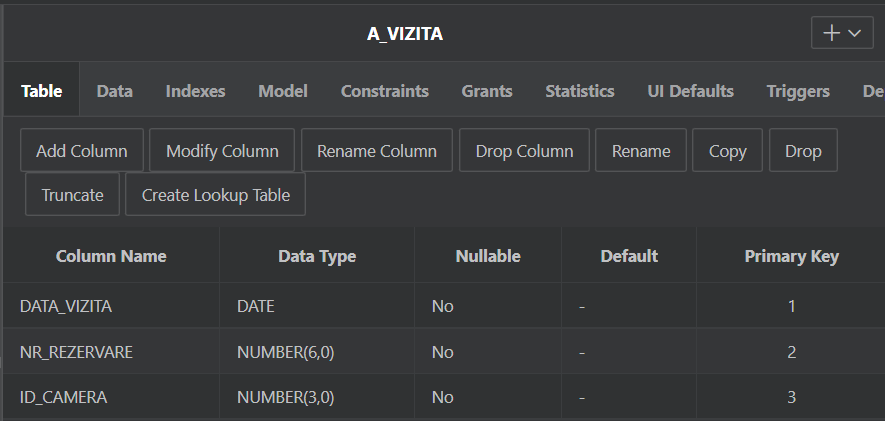 A_VIZITA
Table Data Indexes Model Constraints Grants Statistics UI Defaults Triggers De
Add Column Modify Column Rename Column Drop Column Rename Copy Drop
Truncate Create Lookup Table
Column Name Data Type Nullable Default Primary Key
DATA_VIZITA DATE No - 1
NR_REZERVARE NUMBER(6,0) No - 2
ID_CAMERA NUMBER(3,0) No - 3